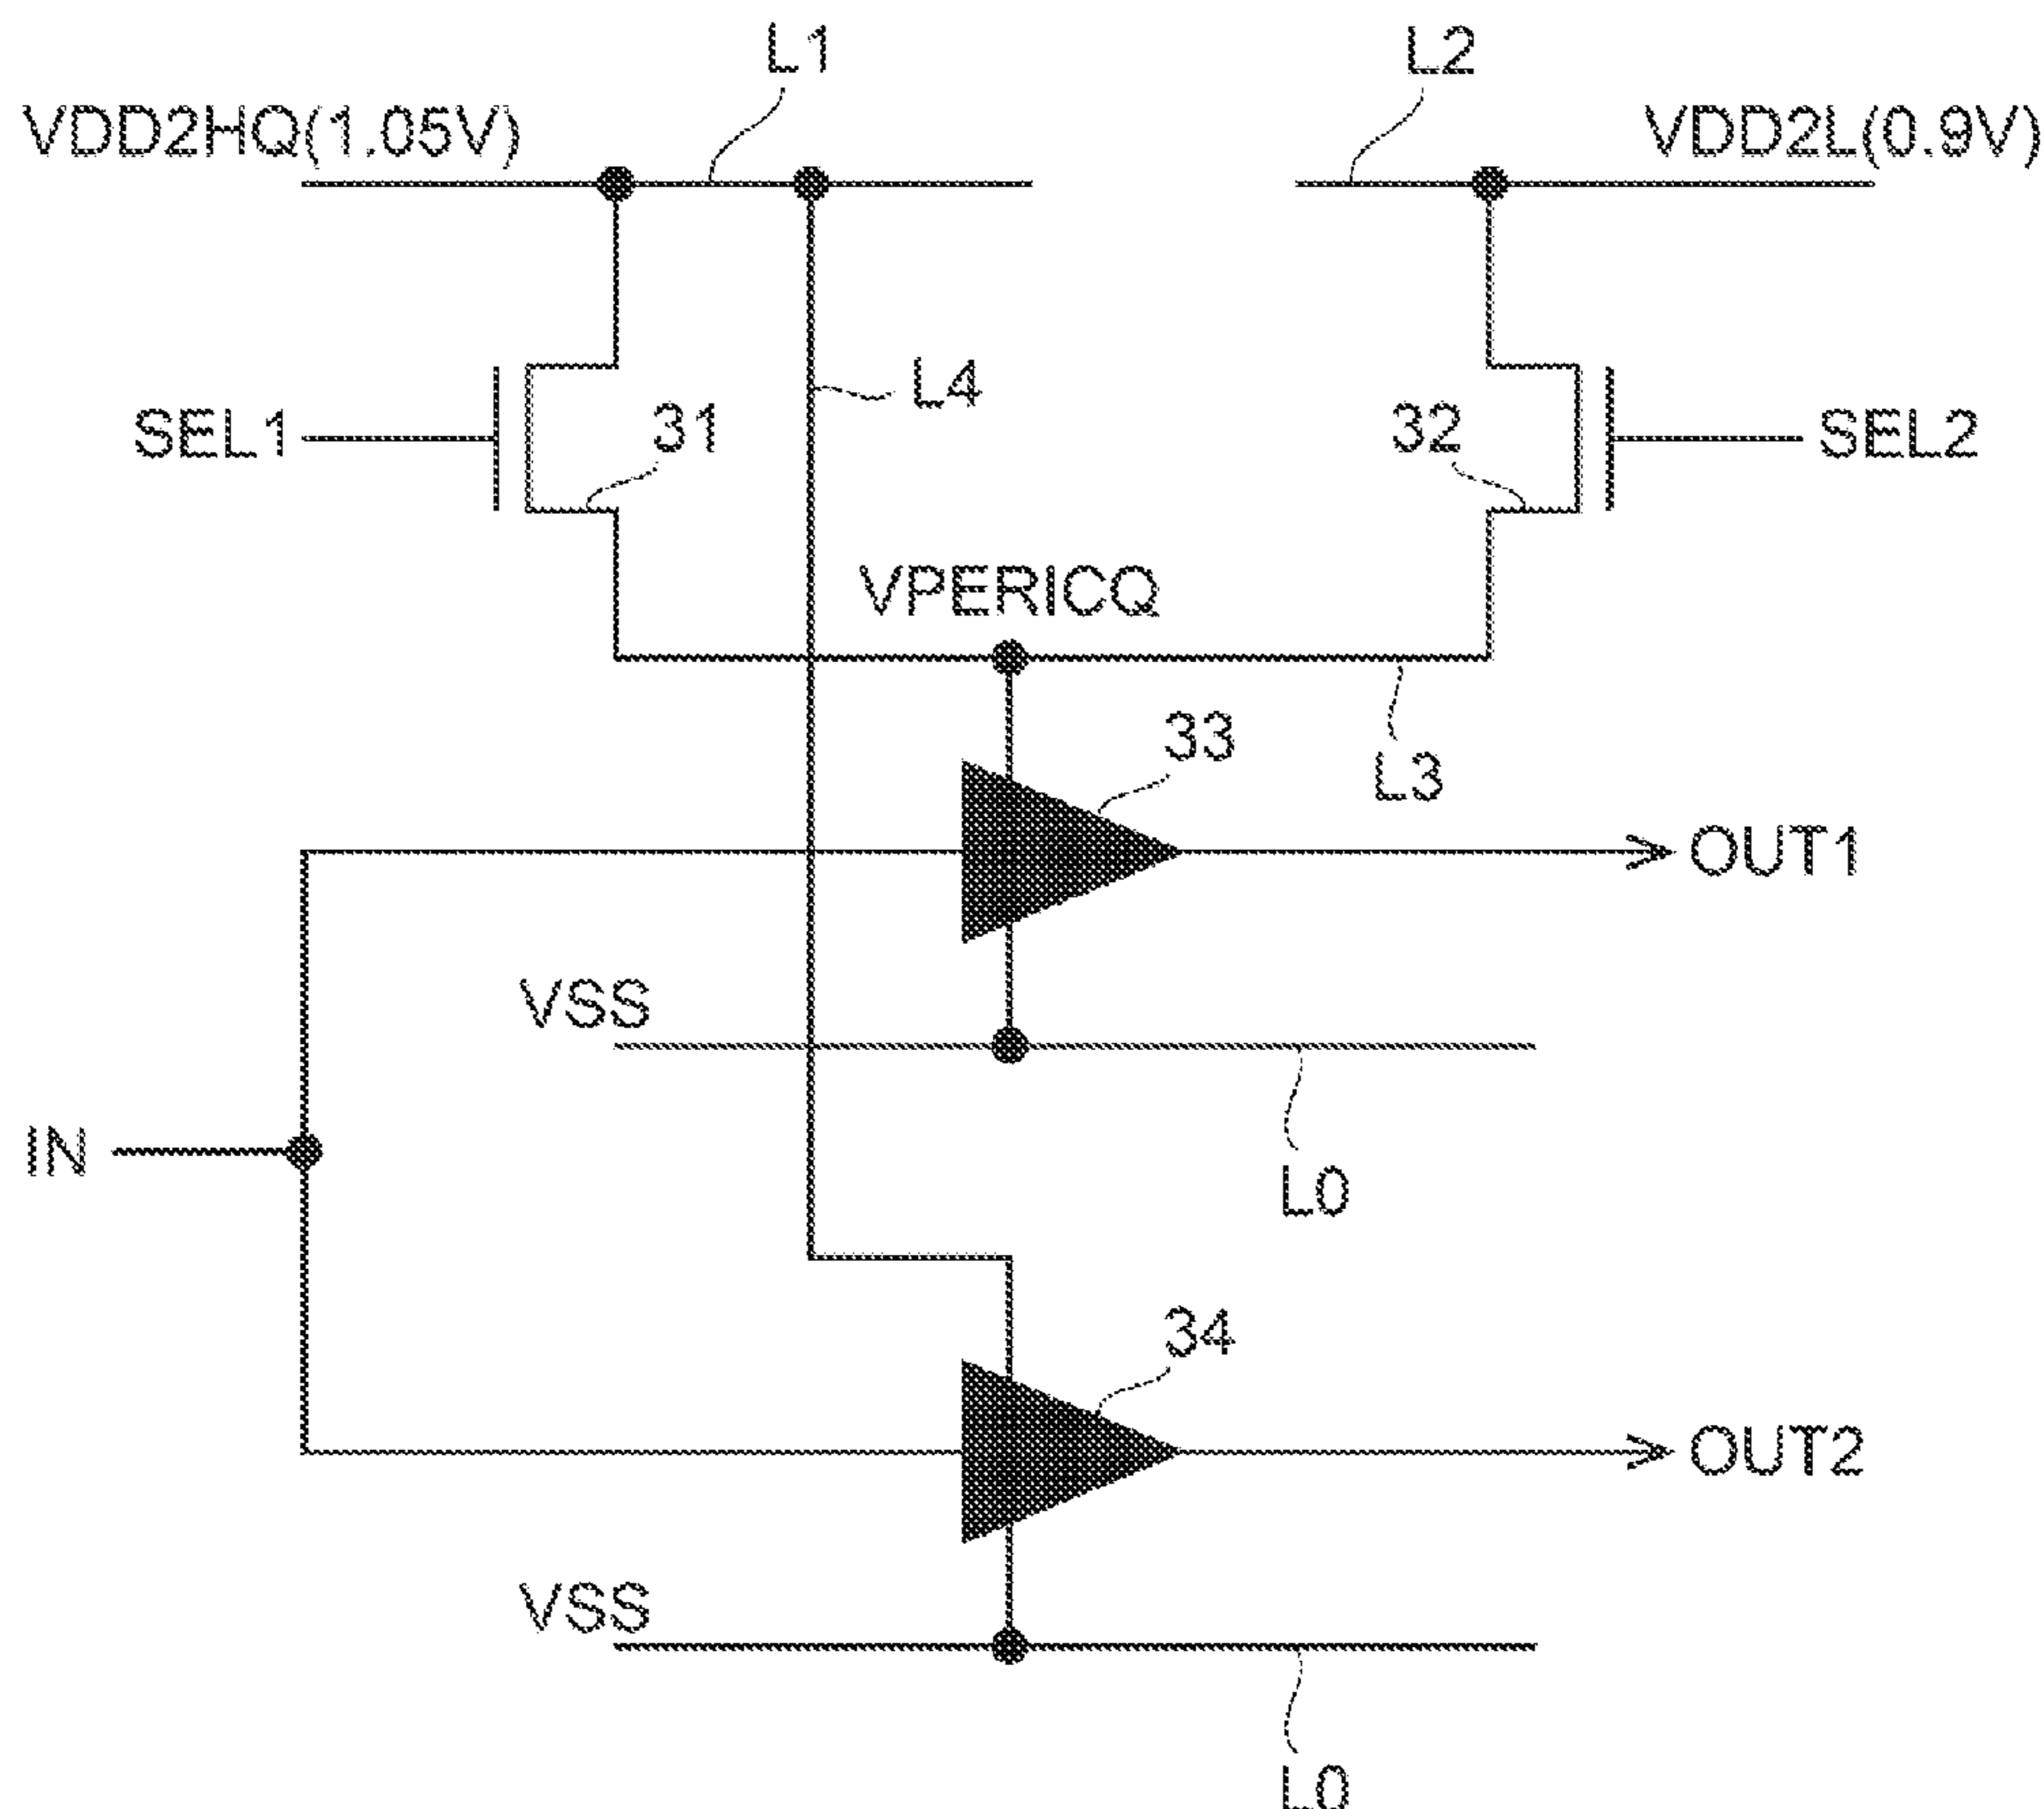 L1
L2
VDD2HQ(1.05V)
VDD2L(0.9V)
L4
SEL1
31
32
SEL2
VPERICQ
33
L3
OUT1
VSS
IN
L0
34
OUT2
VSS
L0